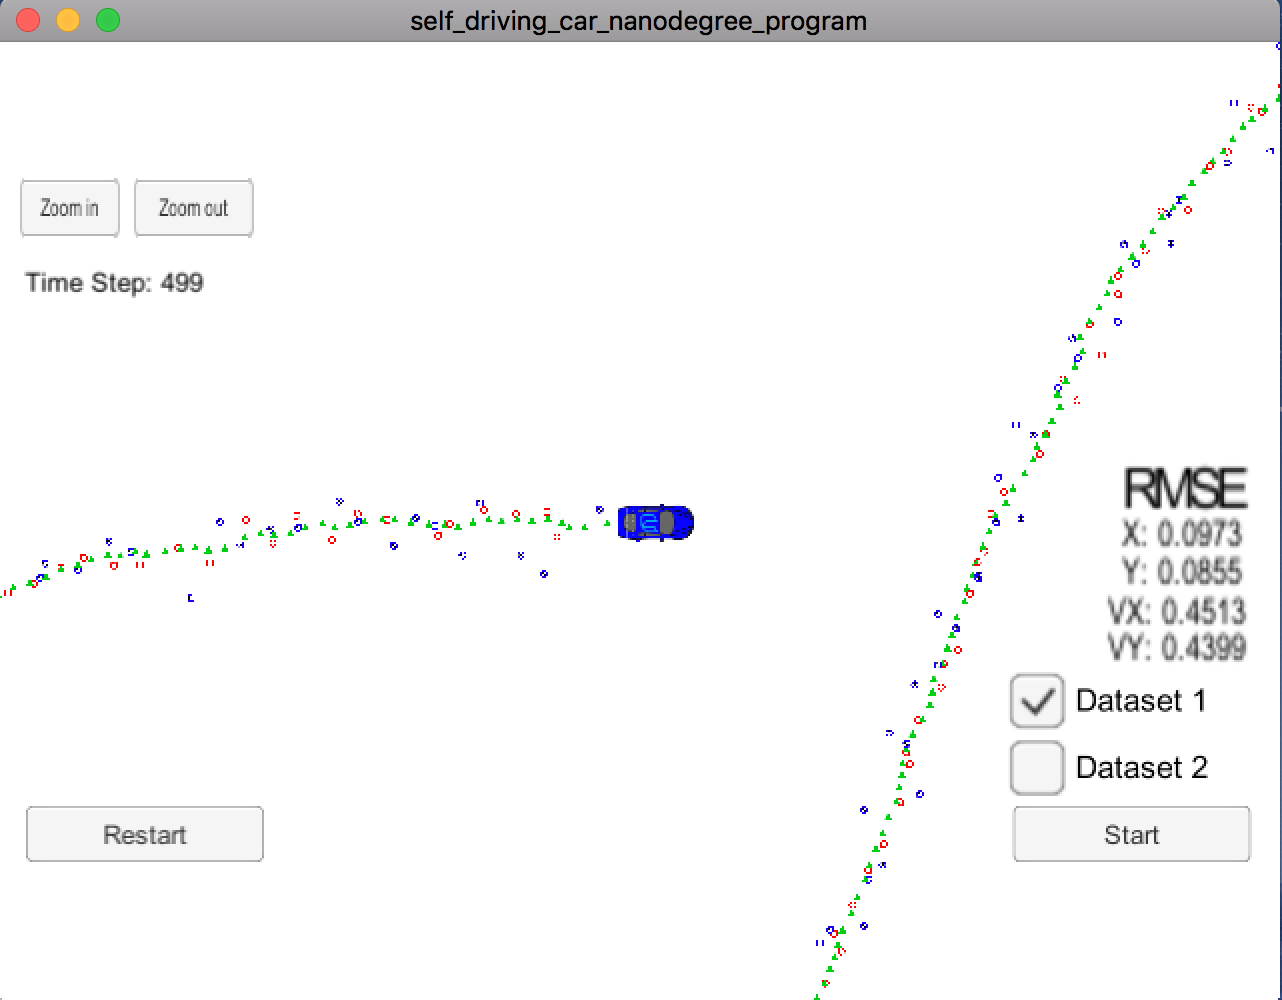 self_driving_car_nanodegree_program
Zoom in
Zoom out
Time Step: 499
RMSE
X: 0.0973
Y: 0.0855
VX: 0.4513
VY: 0.4399
Dataset 1
Dataset 2
Restart
Start